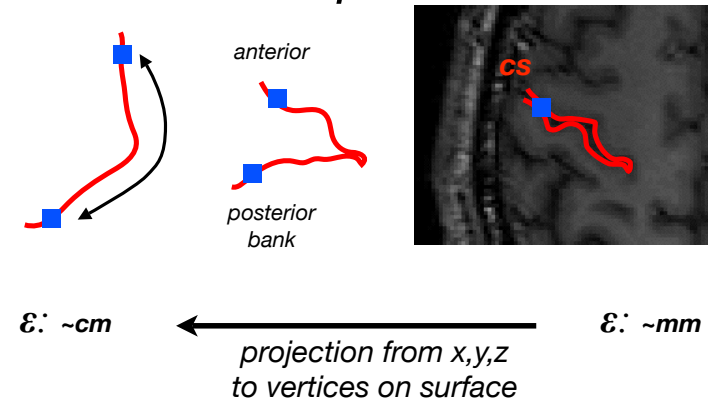 anterior
cs
posterior
bank
ε: ~cm
ε: ~mm
projection from x,y,z
to vertices on surface